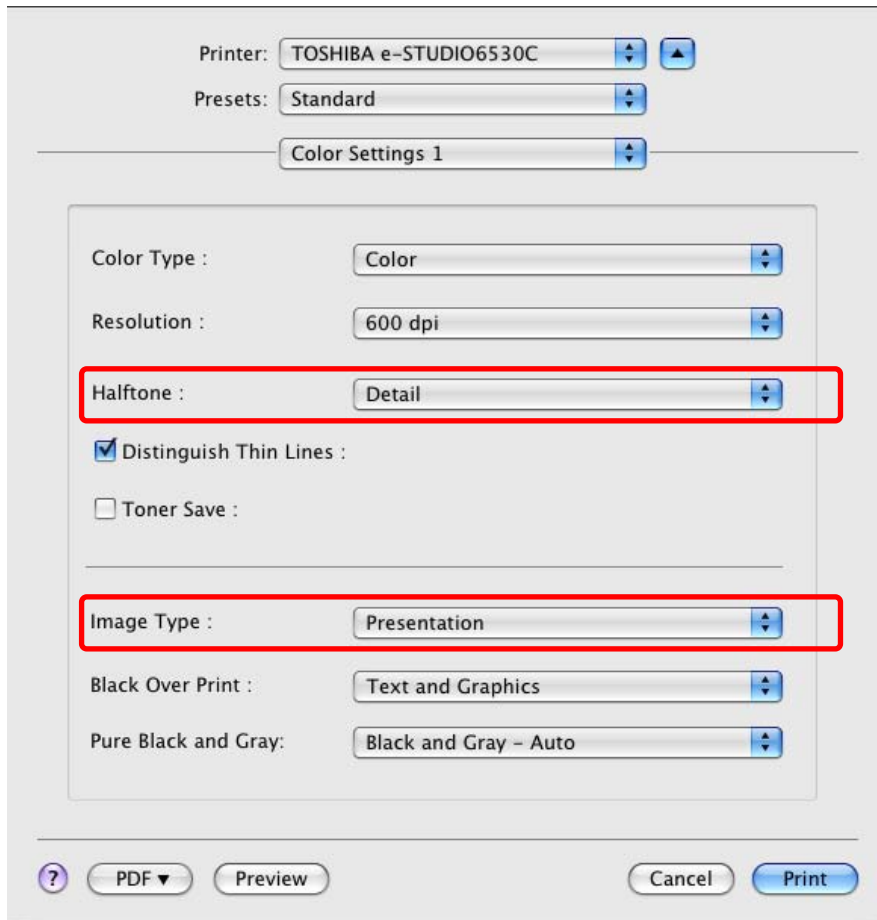 Printer: TOSHIBA e-STUDIO6530C
Presets: Standard
Color Settings 1
Color Type : Color
Resolution : 600 dpi
Halftone : Detail
Distinguish Thin Lines :
Toner Save :
Image Type : Presentation
Black Over Print : Text and Graphics
Pure Black and Gray: Black and Gray – Auto
? PDF ▼ Preview Cancel Print